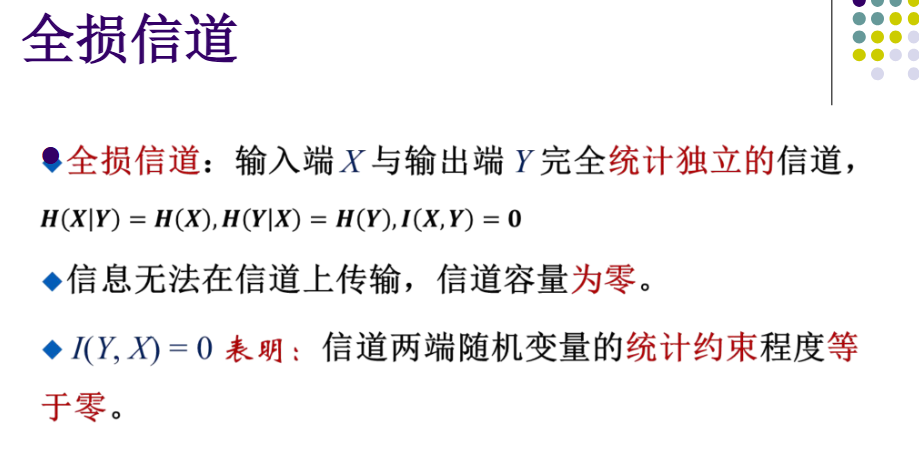 全损信道
全损信道：输入端 X 与输出端 Y 完全统计独立的信道，
H(X|Y) = H(X), H(Y|X) = H(Y), I(X,Y) = 0
信息无法在信道上传输，信道容量为零。
I(Y, X) = 0 表明：信道两端随机变量的统计约束程度等
于零。